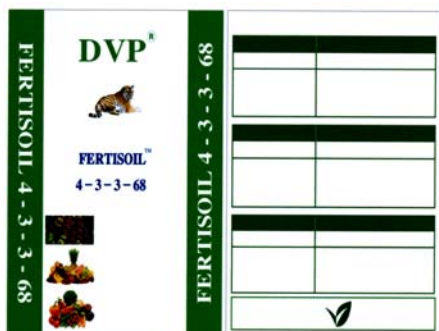 FERTISOIL 4 - 3 - 3 - 68
DVP®
FERTISOIL™
4 - 3 - 3 - 68
FERTISOIL 4 - 3 - 3 - 68